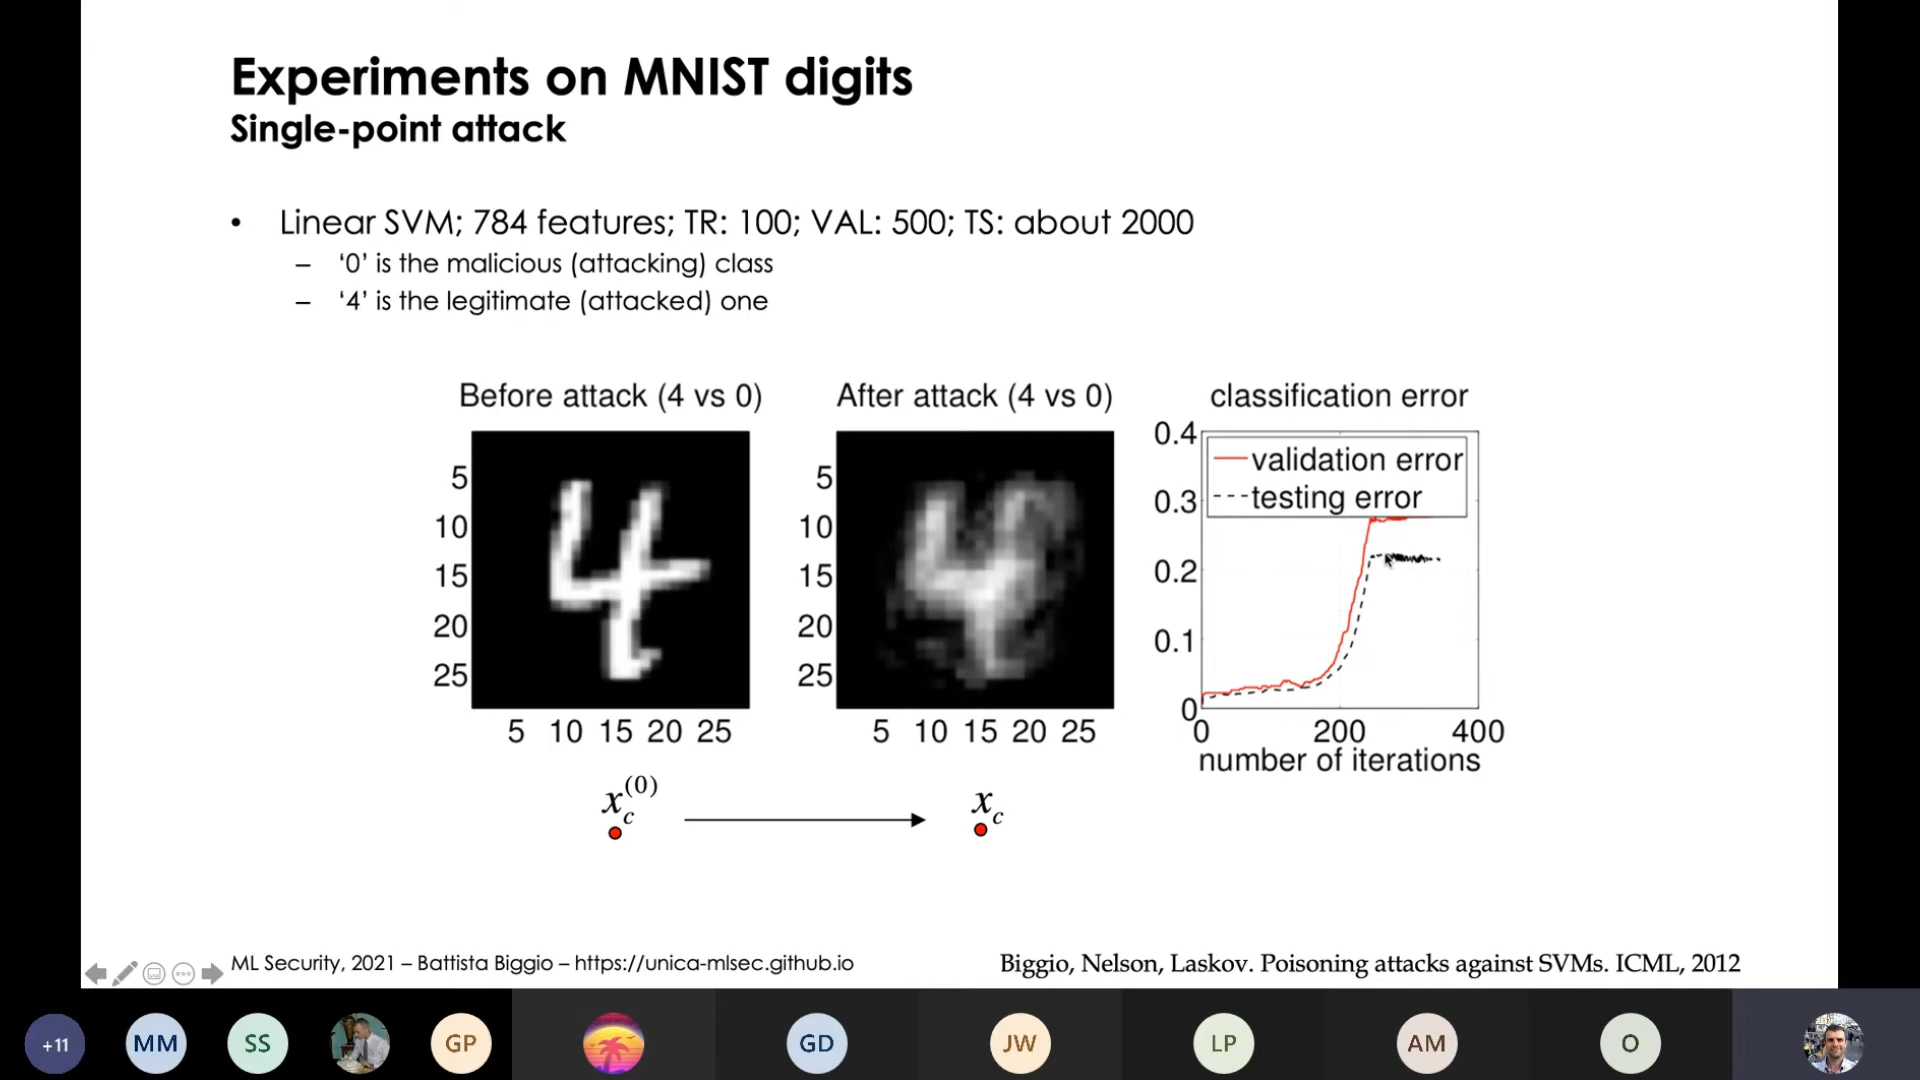 Experiments on MNIST digits
Single-point attack
• Linear SVM; 784 features; TR: 100; VAL: 500; TS: about 2000
– ‘0’ is the malicious (attacking) class
– ‘4’ is the legitimate (attacked) one
Before attack (4 vs 0)
5
10
15
20
25
5 10 15 20 25
After attack (4 vs 0)
5
10
15
20
25
5 10 15 20 25
classification error
0.4
0.3
0.2
0.1
0
validation error
testing error
0 200 400
number of iterations
x_c^(0)
x_c
ML Security, 2021 – Battista Biggio – https://unica-mlsec.github.io
Biggio, Nelson, Laskov. Poisoning attacks against SVMs. ICML, 2012
+11 MM SS GP GD JW LP AM O